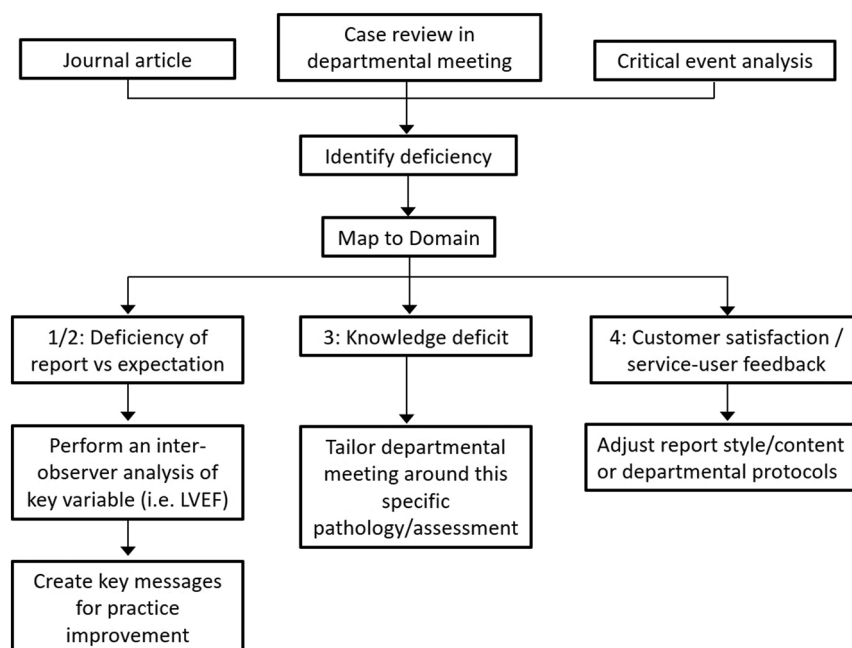 Journal article
Case review in
departmental meeting
Critical event analysis
Identify deficiency
Map to Domain
1/2: Deficiency of
report vs expectation
3: Knowledge deficit
4: Customer satisfaction /
service-user feedback
Perform an inter-
observer analysis of
key variable (i.e. LVEF)
Tailor departmental
meeting around this
specific
pathology/assessment
Adjust report style/content
or departmental protocols
Create key messages
for practice
improvement